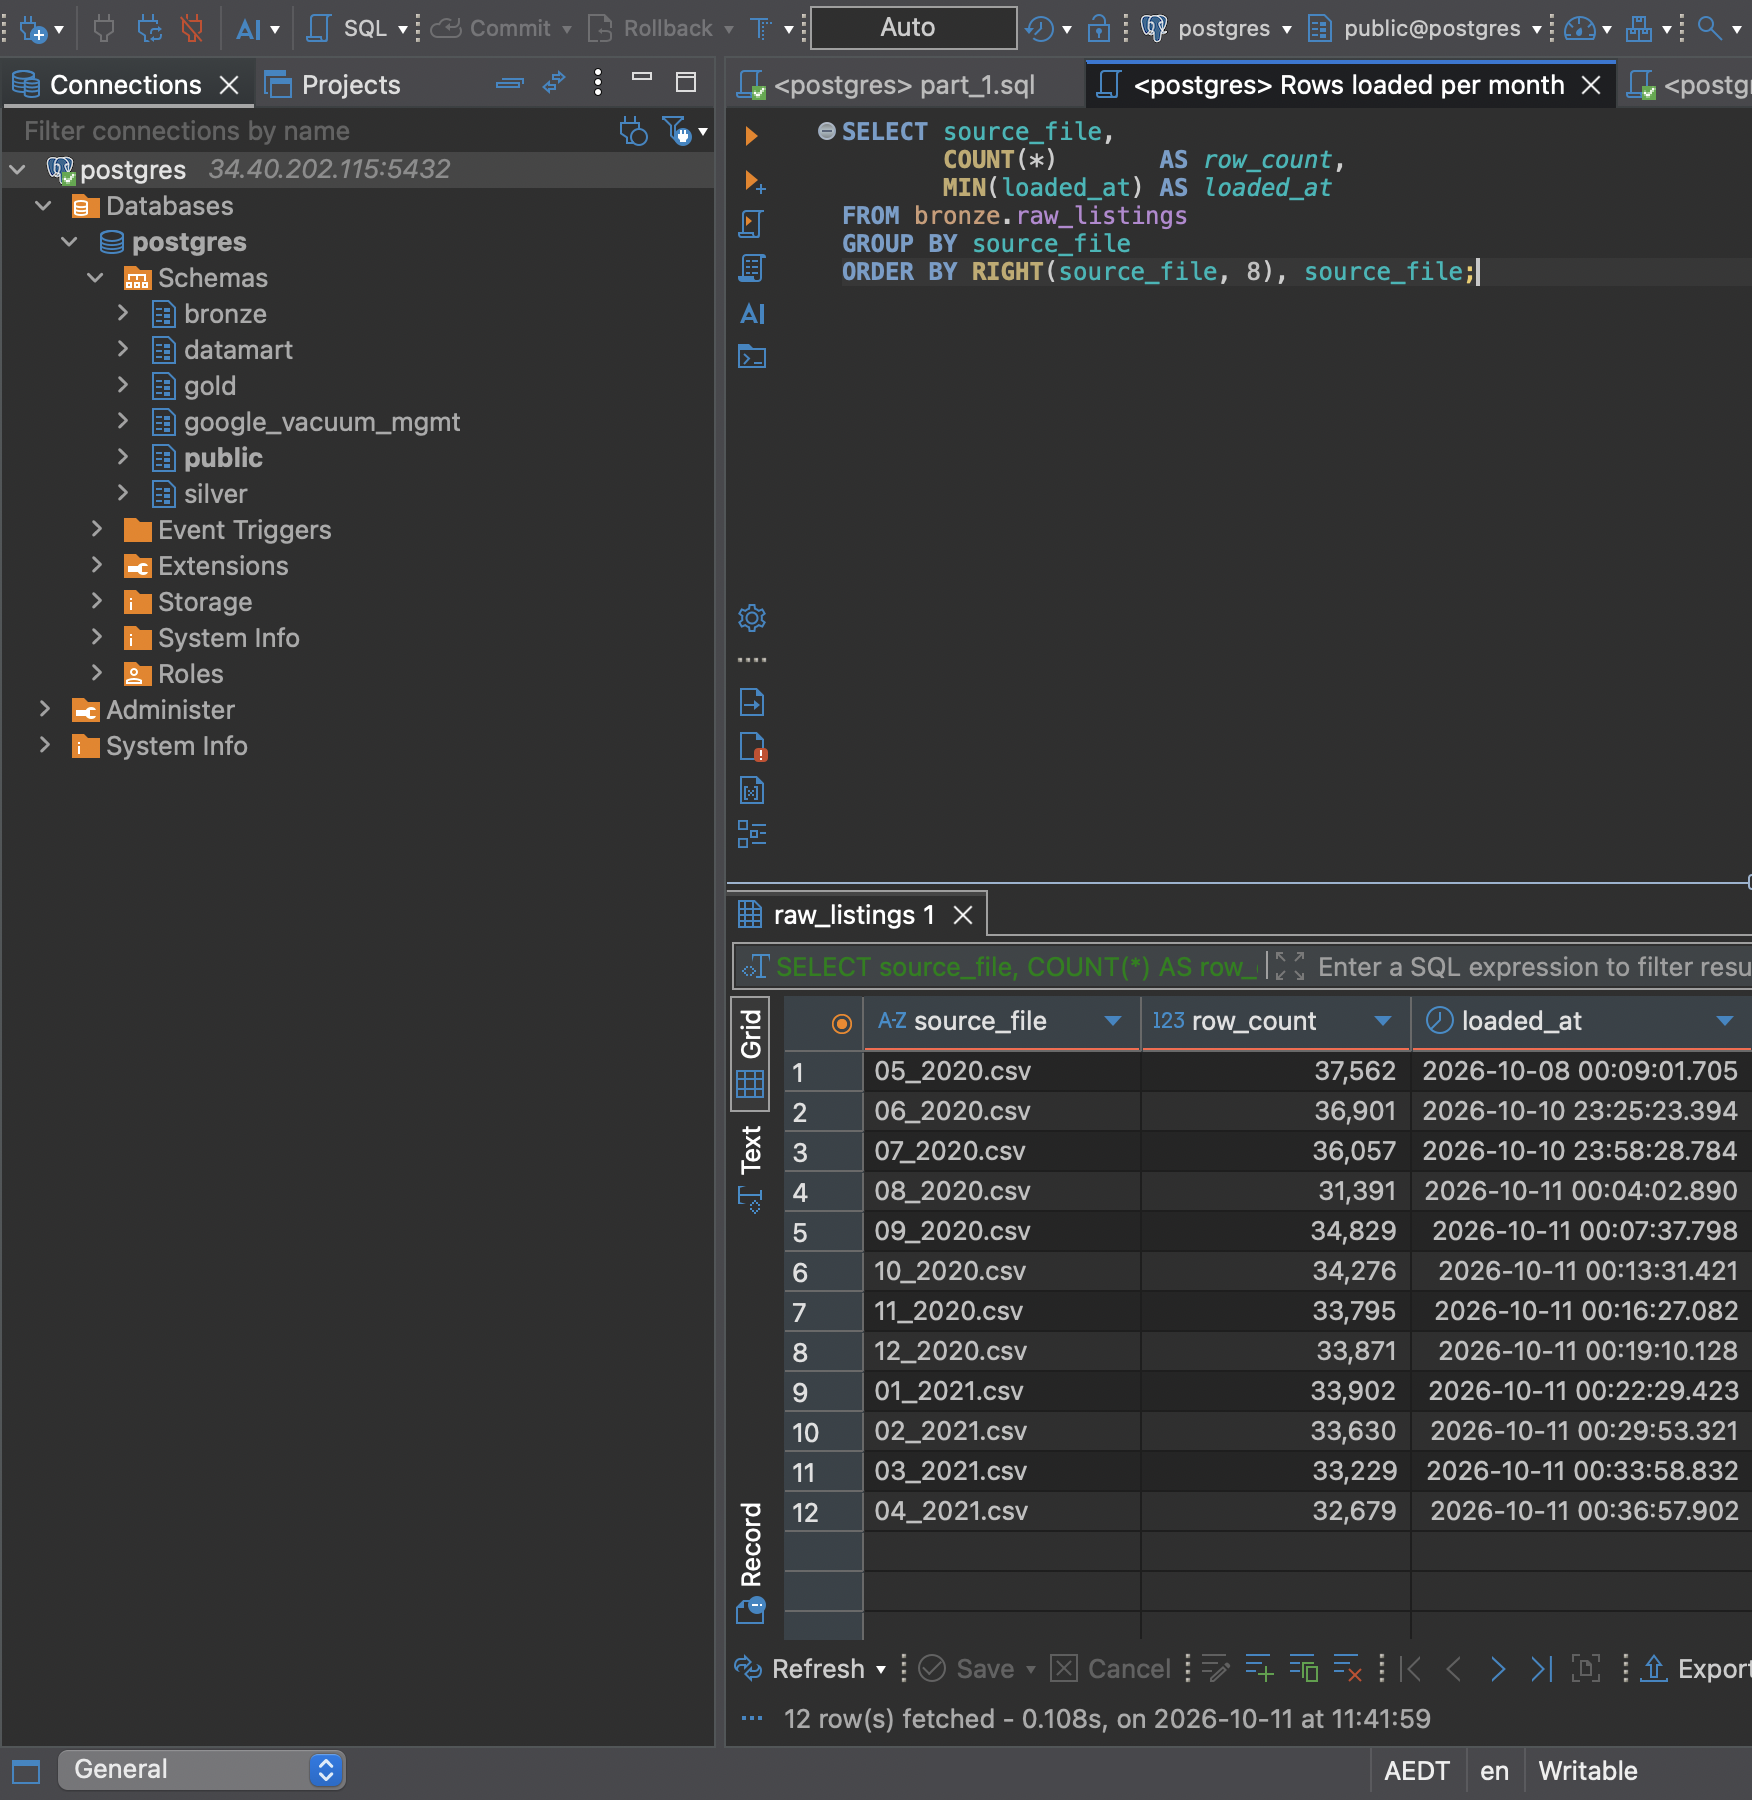 AI SQL Commit Rollback T Auto postgres public@postgres
Connections Projects
Filter connections by name
postgres 34.40.202.115:5432
Databases
postgres
Schemas
bronze
datamart
gold
google_vacuum_mgmt
public
silver
Event Triggers
Extensions
Storage
System Info
Roles
Administer
System Info
<postgres> part_1.sql <postgres> Rows loaded per month <postg
SELECT source_file,
COUNT(*) AS row_count,
MIN(loaded_at) AS loaded_at
FROM bronze.raw_listings
GROUP BY source_file
ORDER BY RIGHT(source_file, 8), source_file;
AI
raw_listings 1
SELECT source_file, COUNT(*) AS row_ Enter a SQL expression to filter resu
Grid
Text
Record
A-Z source_file 123 row_count loaded_at
1 05_2020.csv 37,562 2026-10-08 00:09:01.705
2 06_2020.csv 36,901 2026-10-10 23:25:23.394
3 07_2020.csv 36,057 2026-10-10 23:58:28.784
4 08_2020.csv 31,391 2026-10-11 00:04:02.890
5 09_2020.csv 34,829 2026-10-11 00:07:37.798
6 10_2020.csv 34,276 2026-10-11 00:13:31.421
7 11_2020.csv 33,795 2026-10-11 00:16:27.082
8 12_2020.csv 33,871 2026-10-11 00:19:10.128
9 01_2021.csv 33,902 2026-10-11 00:22:29.423
10 02_2021.csv 33,630 2026-10-11 00:29:53.321
11 03_2021.csv 33,229 2026-10-11 00:33:58.832
12 04_2021.csv 32,679 2026-10-11 00:36:57.902
Refresh Save Cancel Export
12 row(s) fetched - 0.108s, on 2026-10-11 at 11:41:59
General AEDT en Writable